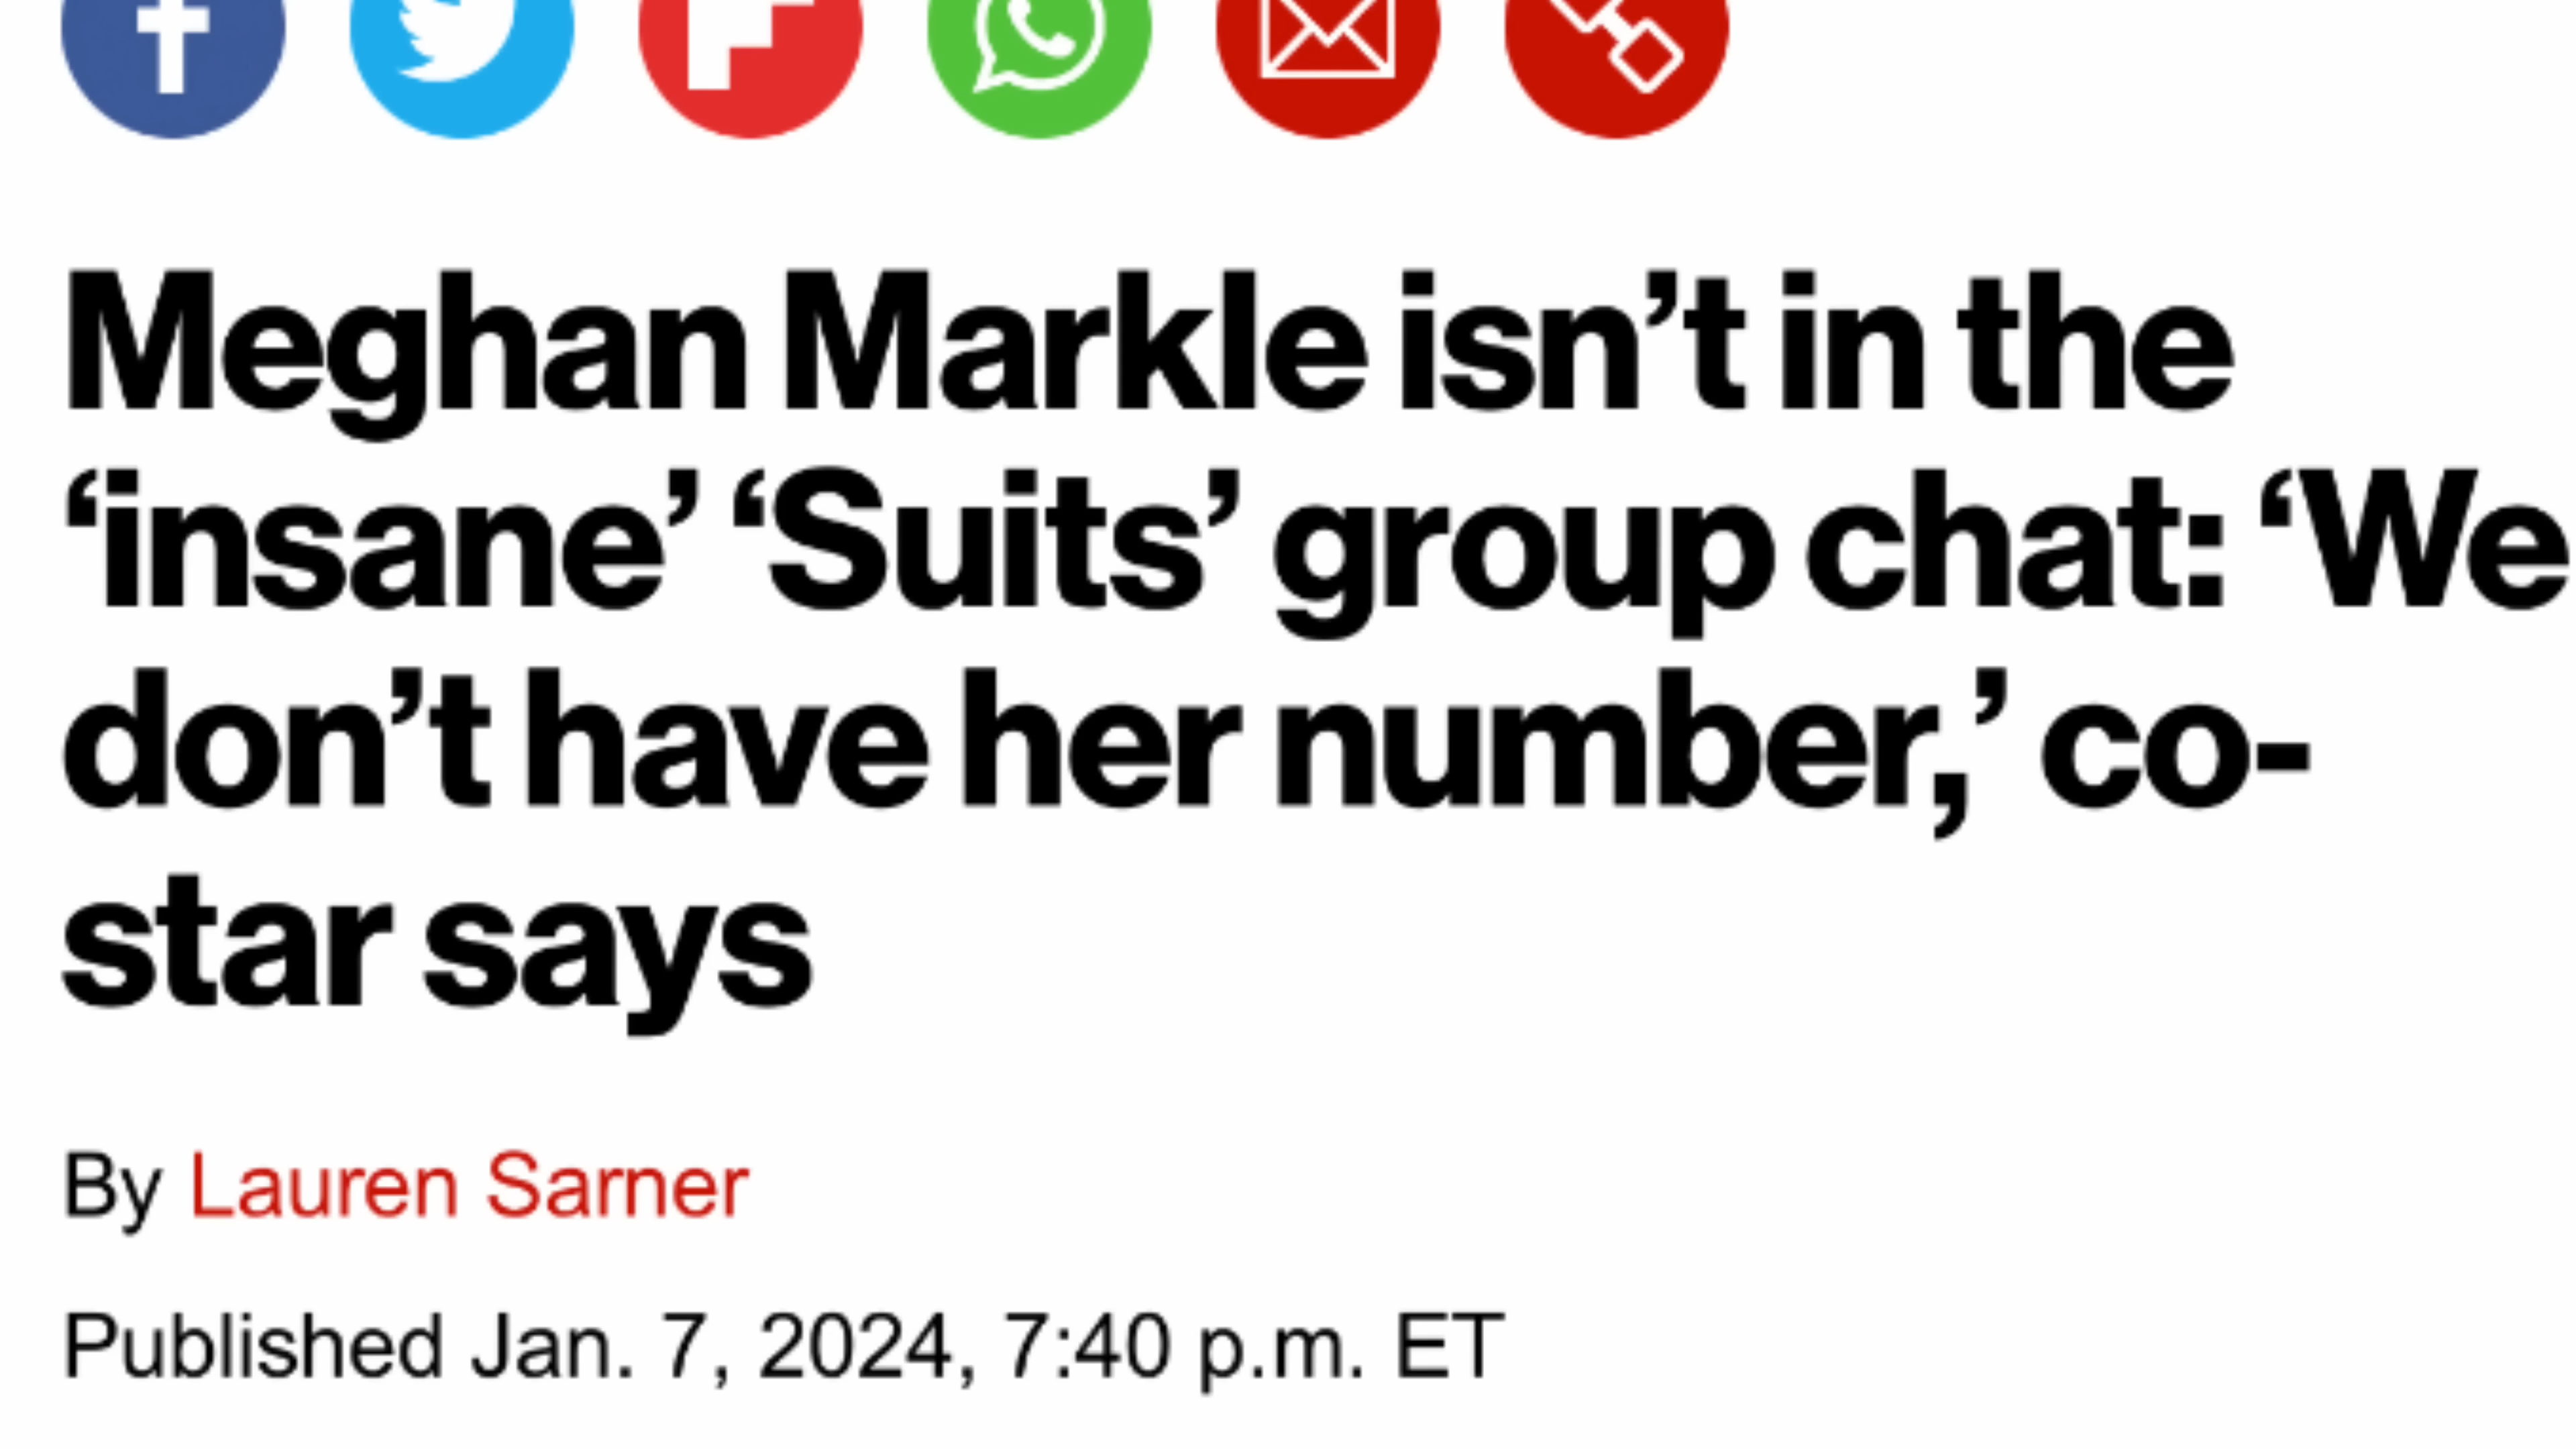 Meghan Markle isn’t in the
‘insane’ ‘Suits’ group chat: ‘We
don’t have her number,’ co-
star says
By Lauren Sarner
Published Jan. 7, 2024, 7:40 p.m. ET